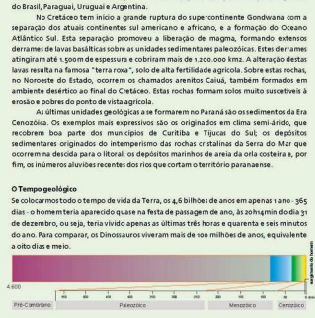 do Brasil, Paraguai, Uruguai e Argentina.
No Cretáceo tem início a grande ruptura do supercontinente Gondwana com a
separação dos atuais continentes sul americano e africano, e a formação do Oceano
Atlântico Sul. Esta separação promoveu a liberação de magma, formando extensos
derrames de lavas basálticas sobre as unidades sedimentares paleozóicas. Estes derrames
atingiram até 1.500m de espessura e cobriram mais de 1.200.000 km2. A alteração destas
lavas resulta na famosa "terra roxa", solo de alta fertilidade agrícola. Sobre estas rochas,
no Noroeste do Estado, ocorrem os chamados arenitos Caiuá, também formados em
ambiente desértico ao final do Cretáceo. Estas rochas formam solos muito suscetíveis à
erosão e pobres do ponto de vista agrícola.
As últimas unidades geológicas a se formarem no Paraná são os sedimentos da Era
Cenozóica. Os exemplos mais expressivos são os originados em clima semi-árido, que
recobrem boa parte dos municípios de Curitiba e Tijucas do Sul; os depósitos
sedimentares originados do intemperismo das rochas cristalinas da Serra do Mar que
ocorrem na descida para o litoral; os depósitos marinhos de areia da orla costeira e, por
fim, os inúmeros aluviões recentes dos rios que cortam o território paranaense.
O Tempo geológico
Se colocarmos todo o tempo de vida da Terra, os 4,6 bilhões de anos em apenas 1 ano - 365
dias - o homem teria aparecido quase na festa de passagem de ano, às 20h14min do dia 31
de dezembro, ou seja, teria vivido apenas as últimas três horas e quarenta e seis minutos
do ano. Para comparar, os Dinossauros viveram mais de 100 milhões de anos, equivalente
a oito dias e meio.
surgimento do homem
4.600
Pré-Cambriano Paleozóico Mesozóico Cenozóico